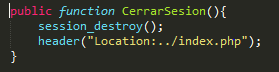 public function CerrarSesion(){
session_destroy();
header("Location:../index.php");
}